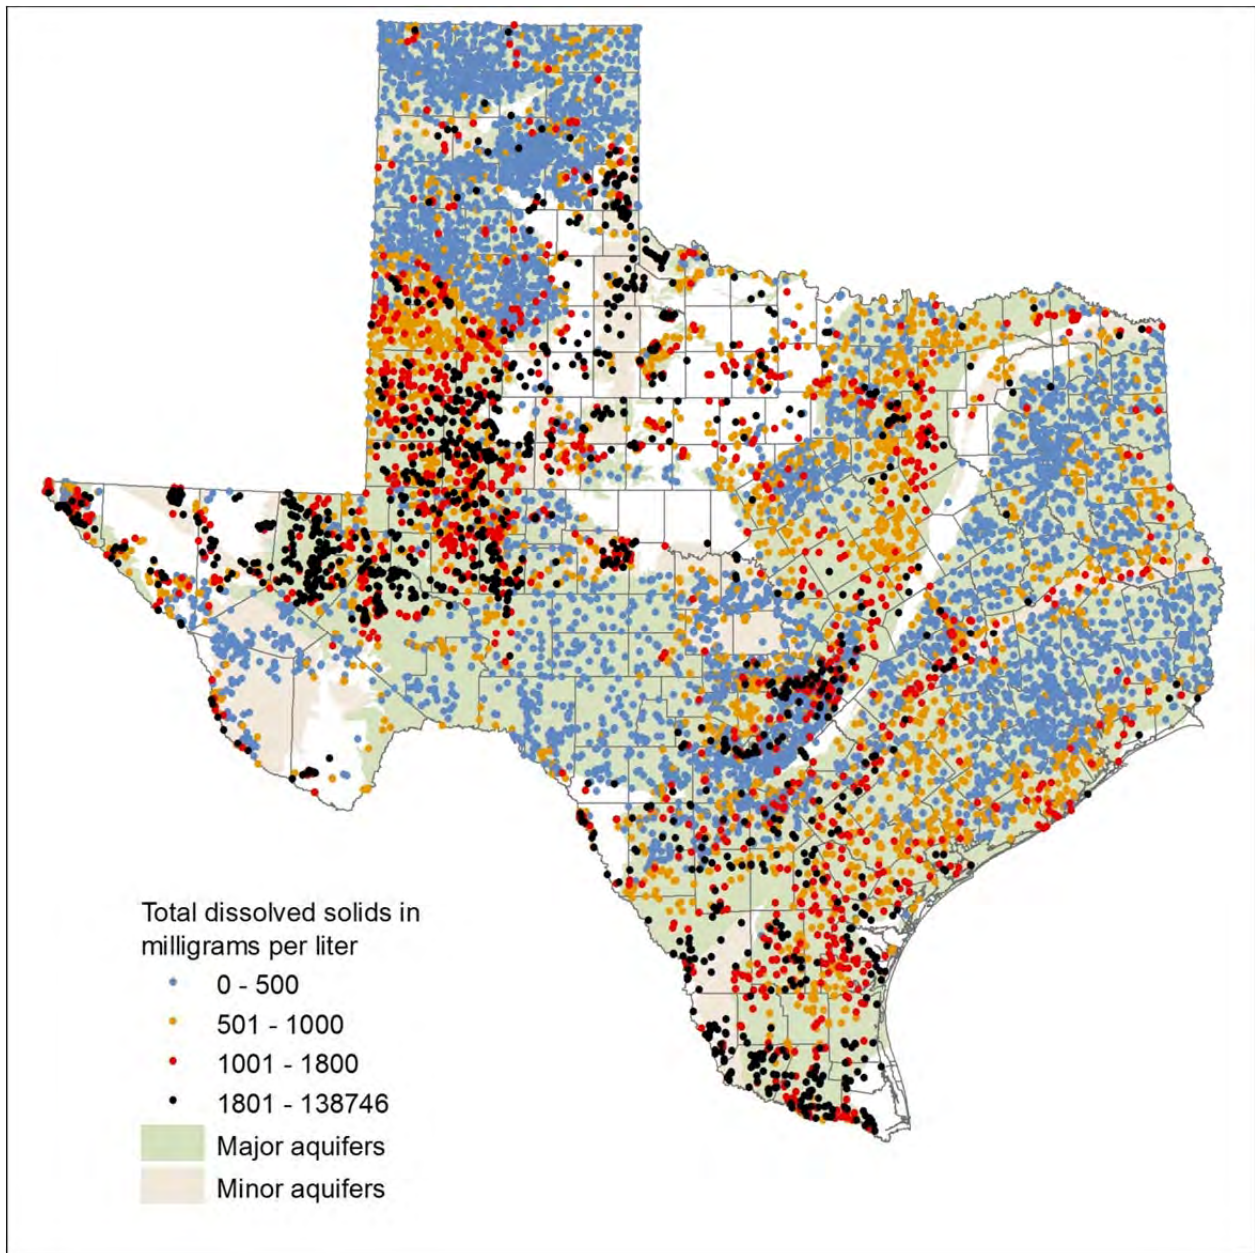 Total dissolved solids in
milligrams per liter
0 - 500
501 - 1000
1001 - 1800
1801 - 138746
Major aquifers
Minor aquifers